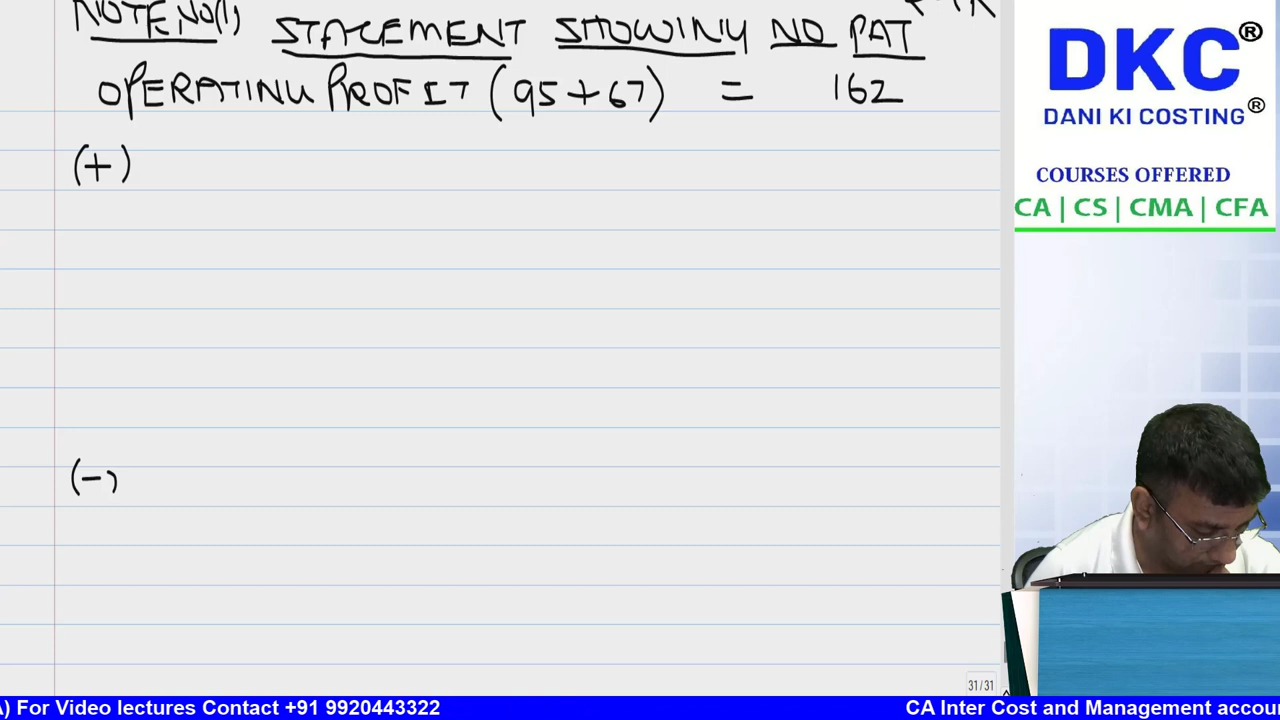 NOTE NO(1) STATEMENT SHOWING NO PAT
OPERATING PROFIT (95+67) = 162
(+)
(-)
31/31
DKC®
DANI KI COSTING®
COURSES OFFERED
CA | CS | CMA | CFA
A) For Video lectures Contact +91 9920443322
CA Inter Cost and Management accou